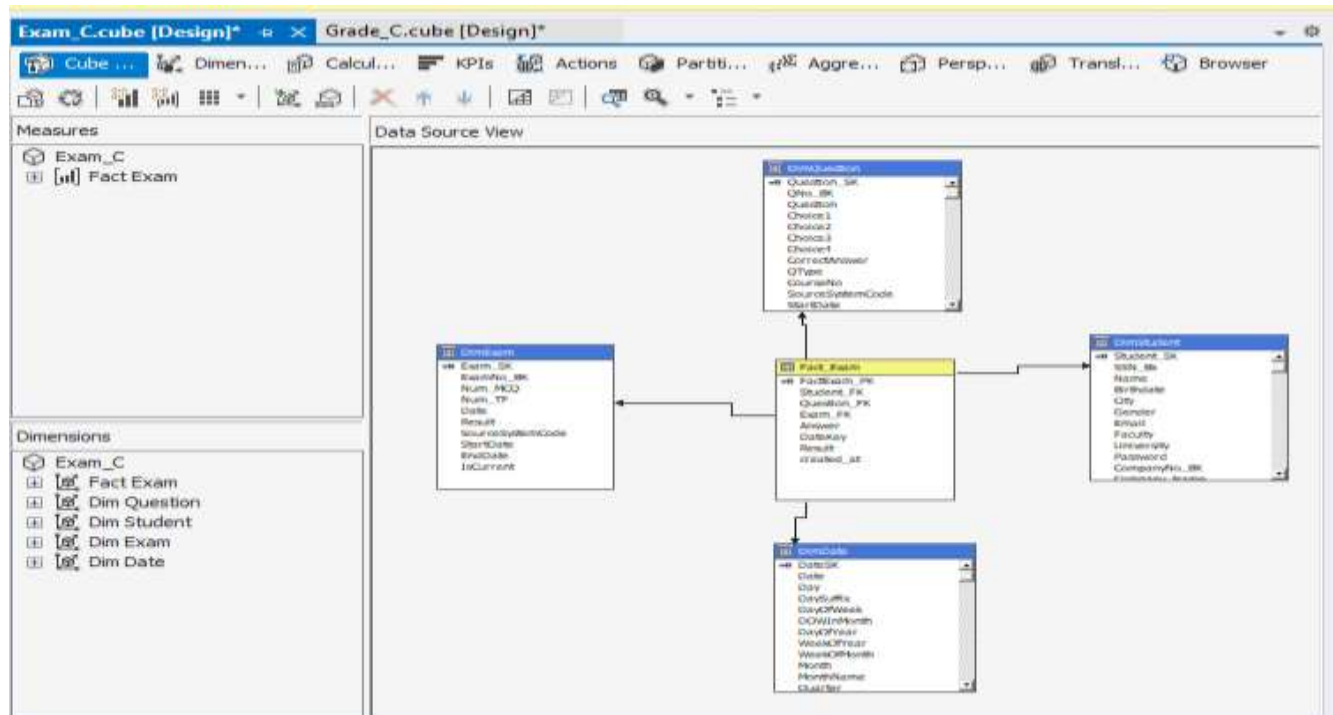 Exam_C.cube [Design]* Grade_C.cube [Design]*
Cube ... Dimen... Calcul... KPIs Actions Partiti... Aggre... Persp... Transl... Browser
Measures
Exam_C
Fact Exam
Dimensions
Exam_C
Fact Exam
Dim Question
Dim Student
Dim Exam
Dim Date
Data Source View
DimQuestion
Question_SK
QNo_BK
Question
Choice1
Choice2
Choice3
Choice4
CorrectAnswer
QType
CourseNo
SourceSystemCode
StartDate
DimExam
Exam_SK
ExamNo_BK
Num_MCQ
Num_TF
Date
Result
SourceSystemCode
StartDate
EndDate
IsCurrent
Fact_Exam
FactExam_PK
Student_FK
Question_FK
Exam_FK
Answer
DateKey
Result
created_at
DimStudent
Student_SK
SSN_Bk
Name
Birthdate
City
Gender
Email
Faculty
University
Password
CompanyNo_BK
Company_Name
DimDate
DateSK
Date
Day
DaySuffix
DayOfWeek
DOWInMonth
DayOfYear
WeekOfYear
WeekOfMonth
Month
MonthName
Quarter